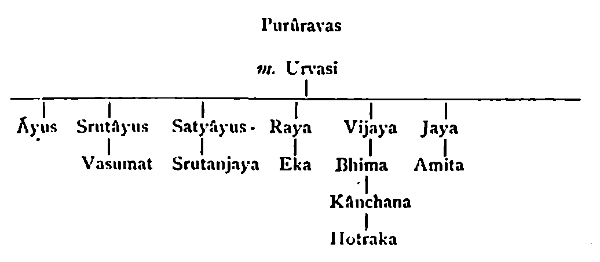 Purûravas
m. Urvasi
Âyus Srutâyus Satyâyus Raya Vijaya Jaya
Vasumat Srutanjaya Eka Bhima Amita
Kânchana
Hotraka